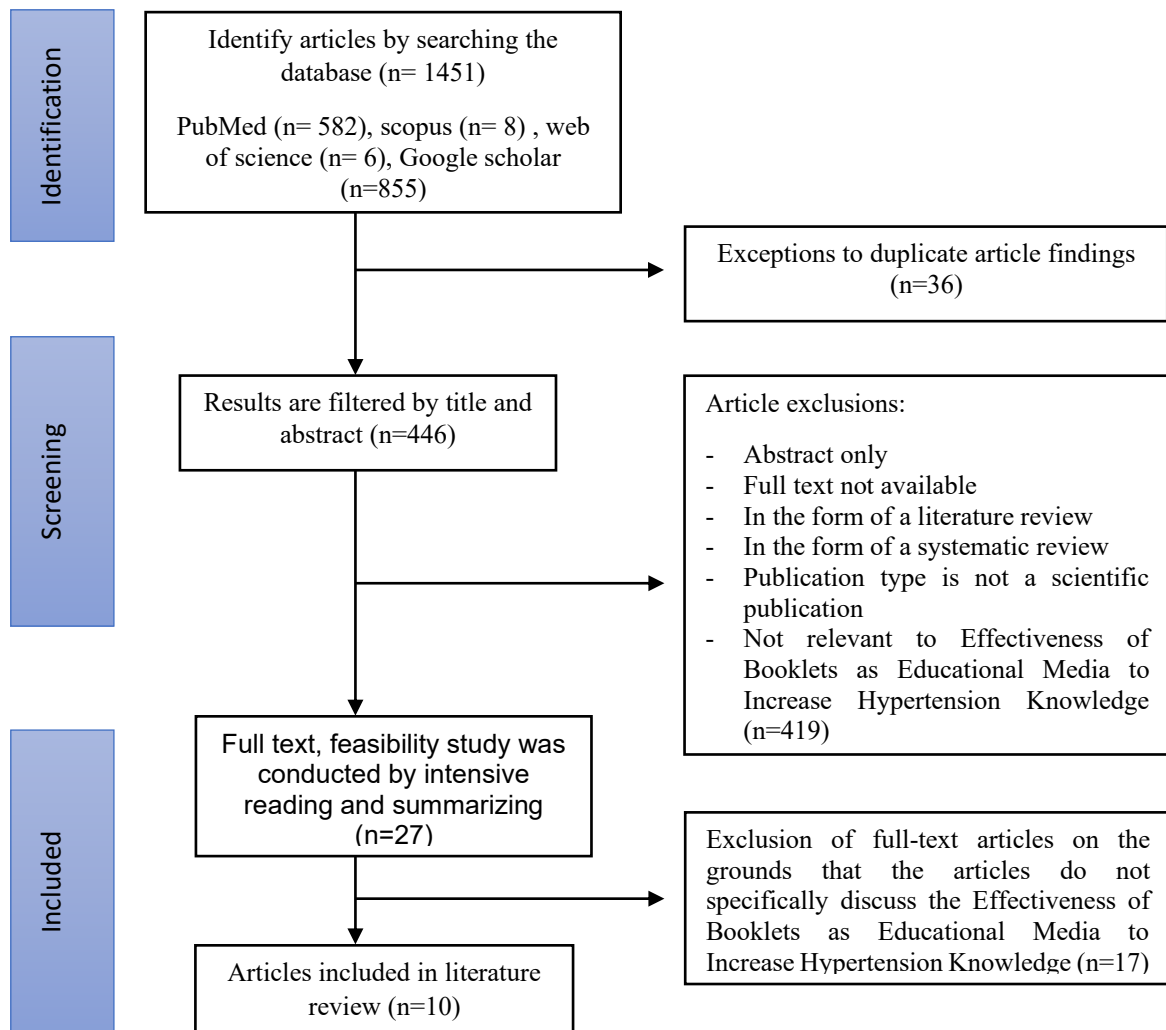 Identification
Identify articles by searching the
database (n= 1451)
PubMed (n= 582), scopus (n= 8) , web
of science (n= 6), Google scholar
(n=855)
Exceptions to duplicate article findings
(n=36)
Screening
Results are filtered by title and
abstract (n=446)
Article exclusions:
- Abstract only
- Full text not available
- In the form of a literature review
- In the form of a systematic review
- Publication type is not a scientific
publication
- Not relevant to Effectiveness of
Booklets as Educational Media to
Increase Hypertension Knowledge
(n=419)
Included
Full text, feasibility study was
conducted by intensive
reading and summarizing
(n=27)
Exclusion of full-text articles on the
grounds that the articles do not
specifically discuss the Effectiveness of
Booklets as Educational Media to
Increase Hypertension Knowledge (n=17)
Articles included in literature
review (n=10)